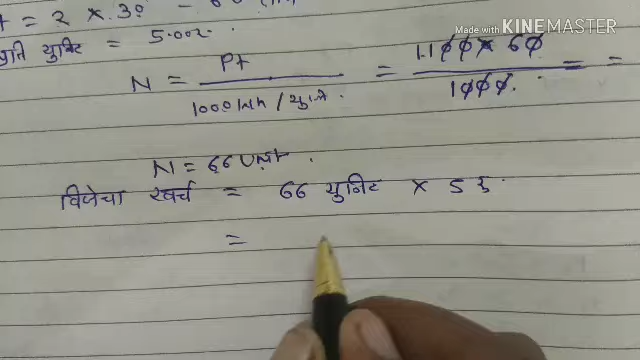 Made With KINEMASTER
= 2 × 30 = 60
प्रति युनिट = 5.00
N = Pt / 1000 Wh / युनिट = 1100 × 60 / 1000 = =
N = 66 Unit
विजेचा खर्च = 66 युनिट × 5 रु.
=